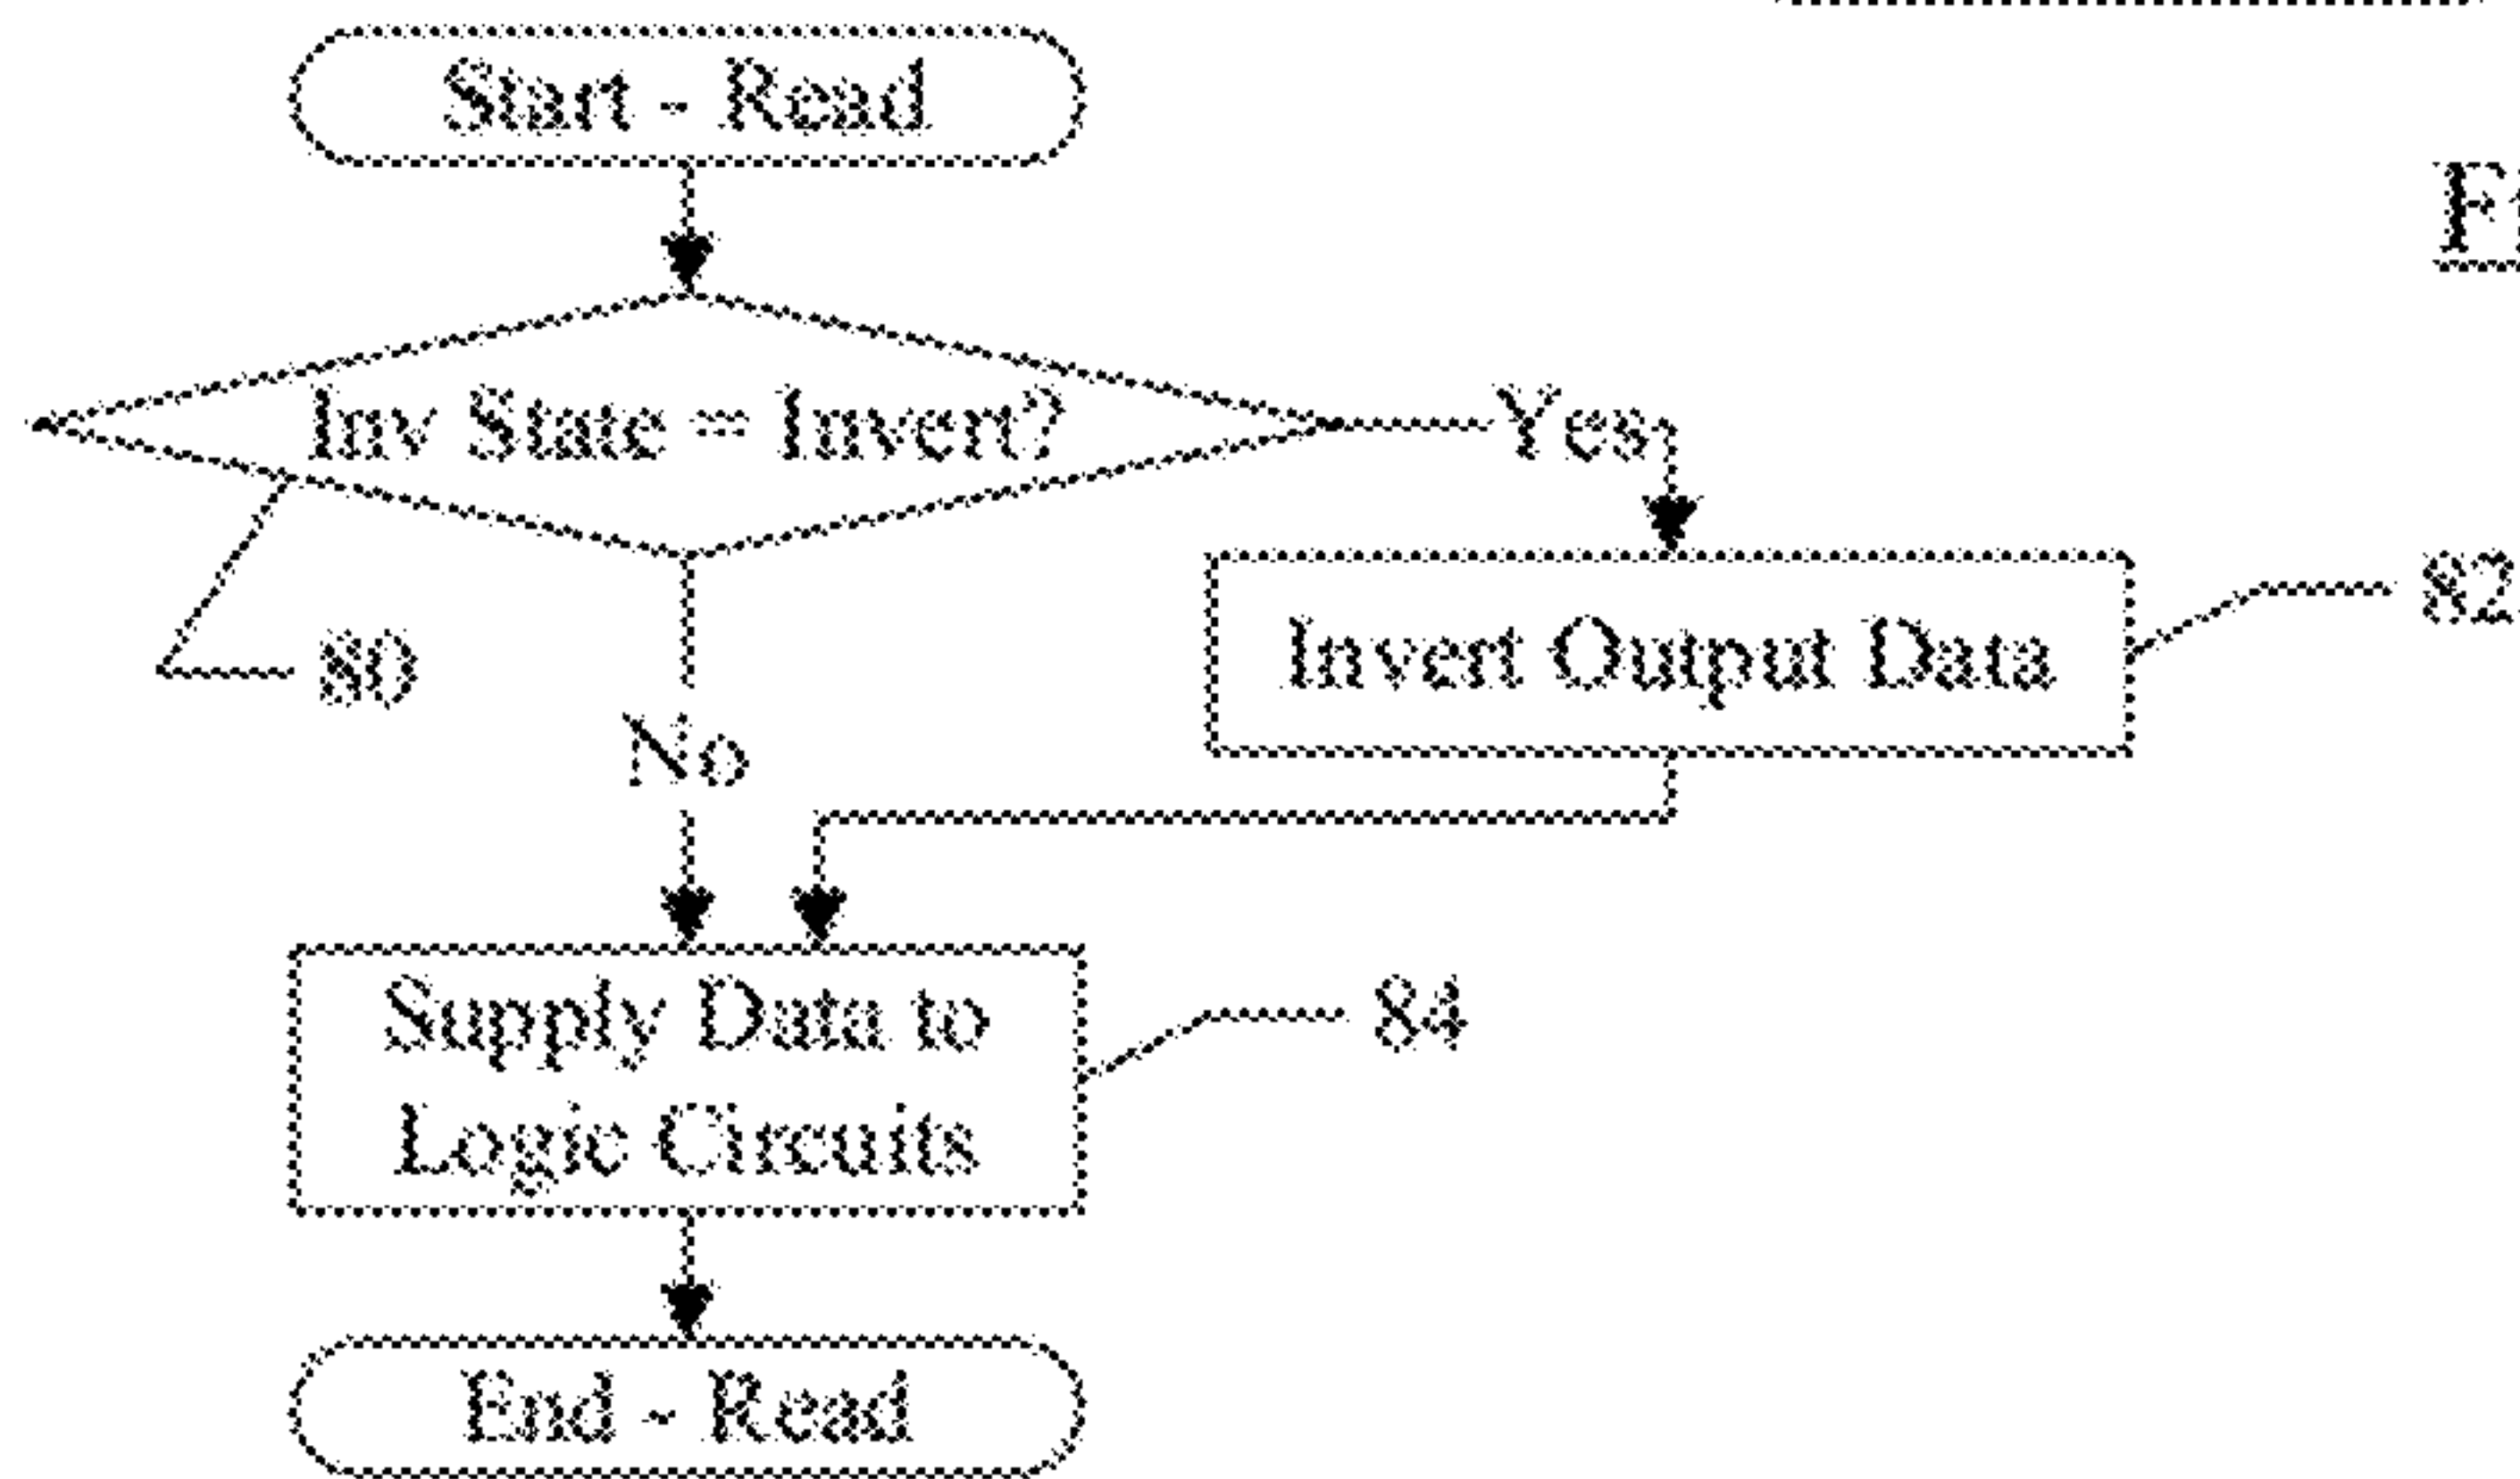 Start - Read
Inv State = Invert?
Yes
80
Invert Output Data
82
No
Supply Data to
Logic Circuits
84
End - Read